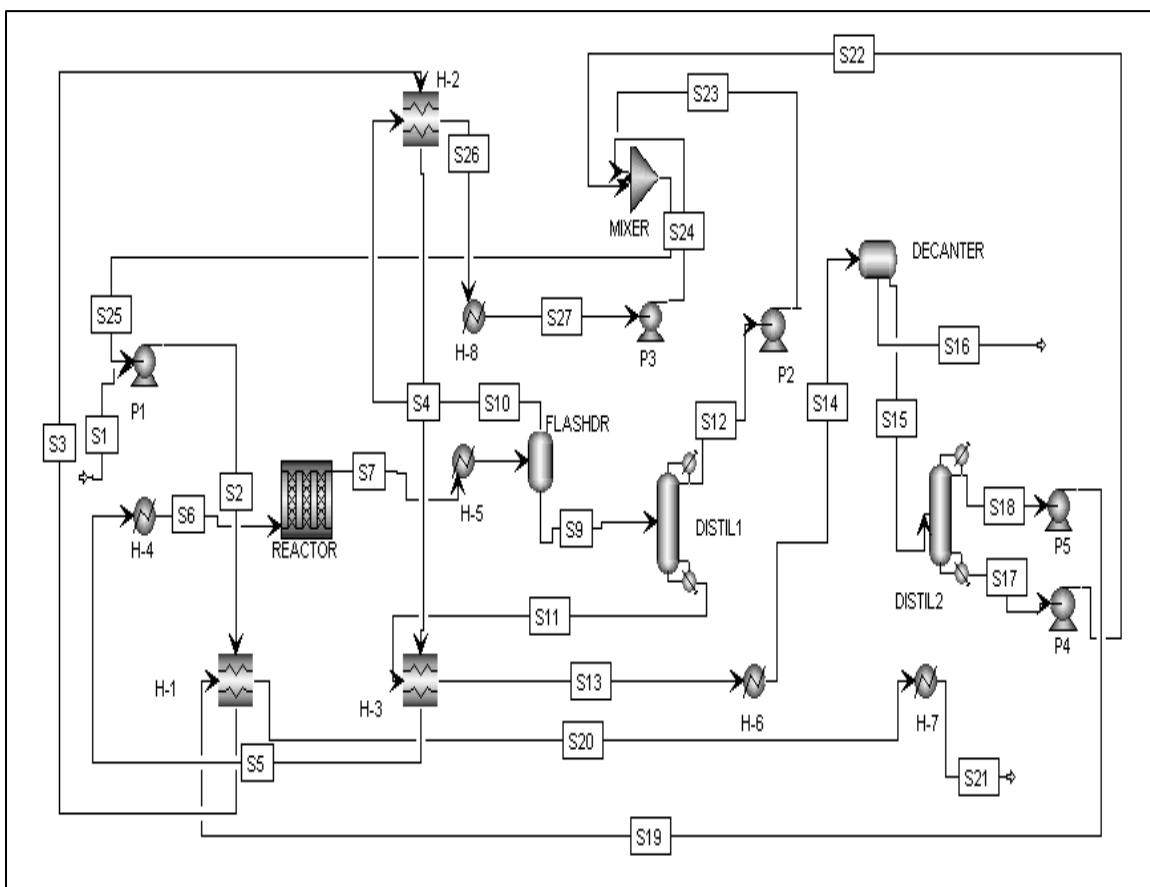 S22
H-2
S23
S26
MIXER
S24
DECANTER
S25
S27
S16
H-8
P3
P2
P1
S4
S10
S12
S14
S15
FLASHDR
S3
S1
S2
S7
S18
S6
H-5
S9
DISTIL1
P5
H-4
REACTOR
S17
DISTIL2
P4
S11
H-1
S13
H-3
H-6
H-7
S20
S5
S21
S19